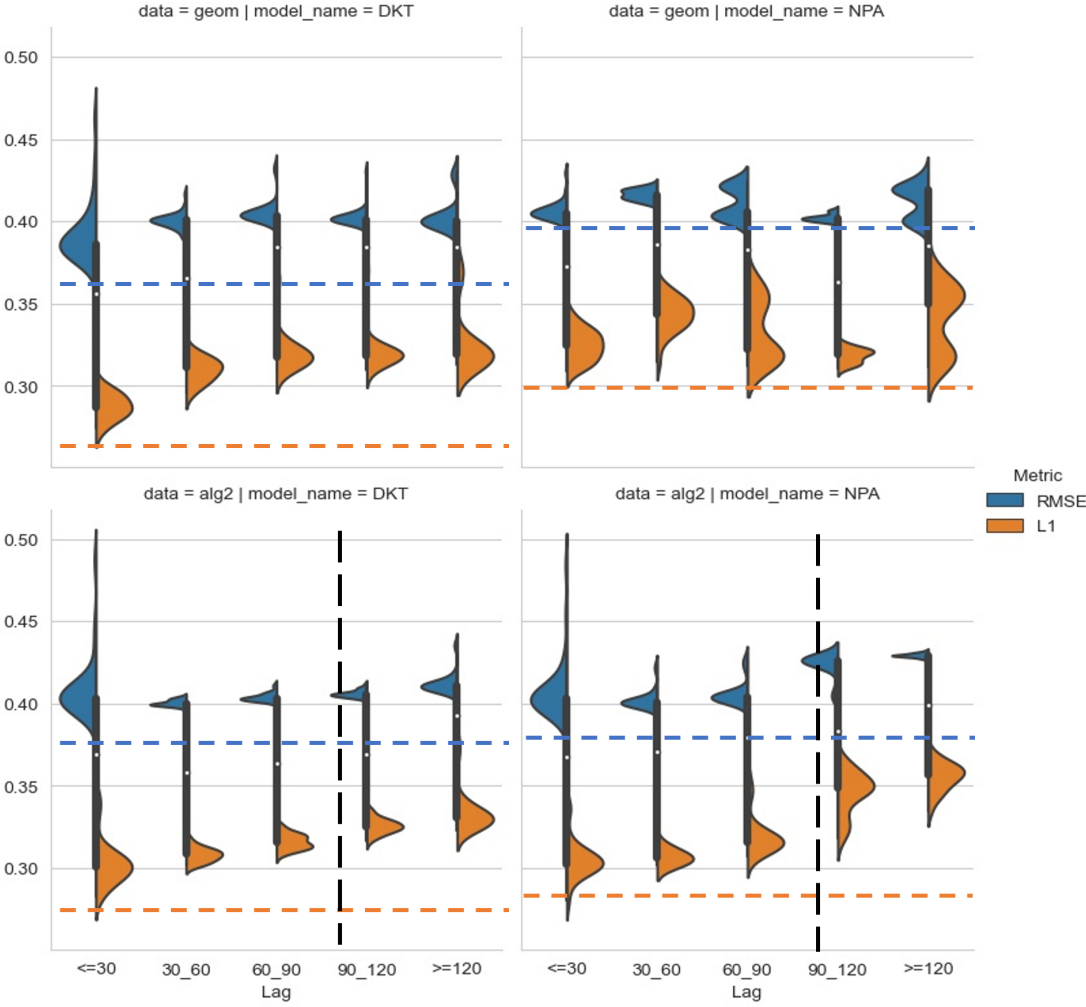 data = geom | model_name = DKT
data = geom | model_name = NPA
0.50
0.45
0.40
0.35
0.30
Metric
RMSE
L1
data = alg2 | model_name = DKT
data = alg2 | model_name = NPA
0.50
0.45
0.40
0.35
0.30
<=30 30_60 60_90 90_120 >=120
Lag
<=30 30_60 60_90 90_120 >=120
Lag